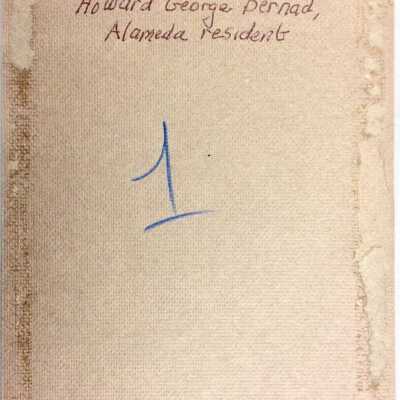 Howard George Bernad,
Alameda resident
1